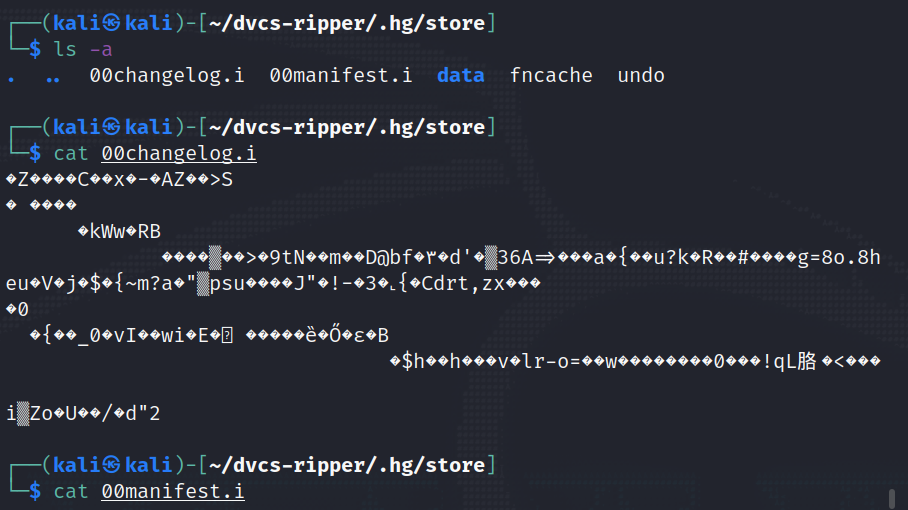 ┌──(kali㉿kali)-[~/dvcs-ripper/.hg/store]
└─$ ls -a
.  ..  00changelog.i  00manifest.i  data  fncache  undo
┌──(kali㉿kali)-[~/dvcs-ripper/.hg/store]
└─$ cat 00changelog.i
�Z����C��x�-�AZ��>S
� ����
�kWw�RB
����▒��>�9tN��m��D@bf�۳�d'�▒36A=>���a�{��u?k�R��#����g=8o.8h
eu�V�j�$�{~m?a�"▒psu����J"�!-�3�˛{�Cdrt,zx���
�0
�{��_0�vI��wi�E� �����ȅ�Ő�ε�B
�$h��h���v�lr-o=��w��������0���!qL胳�<���
i▒Zo�U��/�d"2
┌──(kali㉿kali)-[~/dvcs-ripper/.hg/store]
└─$ cat 00manifest.i